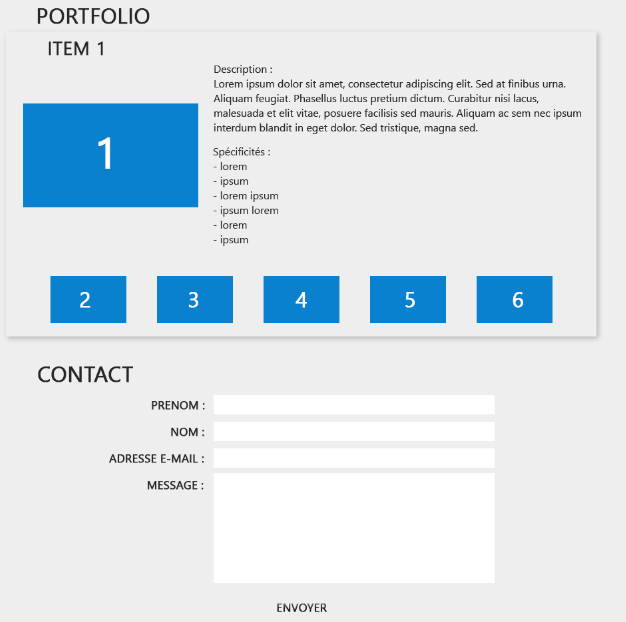 PORTFOLIO
ITEM 1
Description :
Lorem ipsum dolor sit amet, consectetur adipiscing elit. Sed at finibus urna.
Aliquam feugiat. Phasellus luctus pretium dictum. Curabitur nisi lacus,
malesuada et elit vitae, posuere facilisis sed mauris. Aliquam ac sem nec ipsum
interdum blandit in eget dolor. Sed tristique, magna sed.
1
Spécificités :
- lorem
- ipsum
- lorem ipsum
- ipsum lorem
- lorem
- ipsum
2 3 4 5 6
CONTACT
PRENOM :
NOM :
ADRESSE E-MAIL :
MESSAGE :
ENVOYER